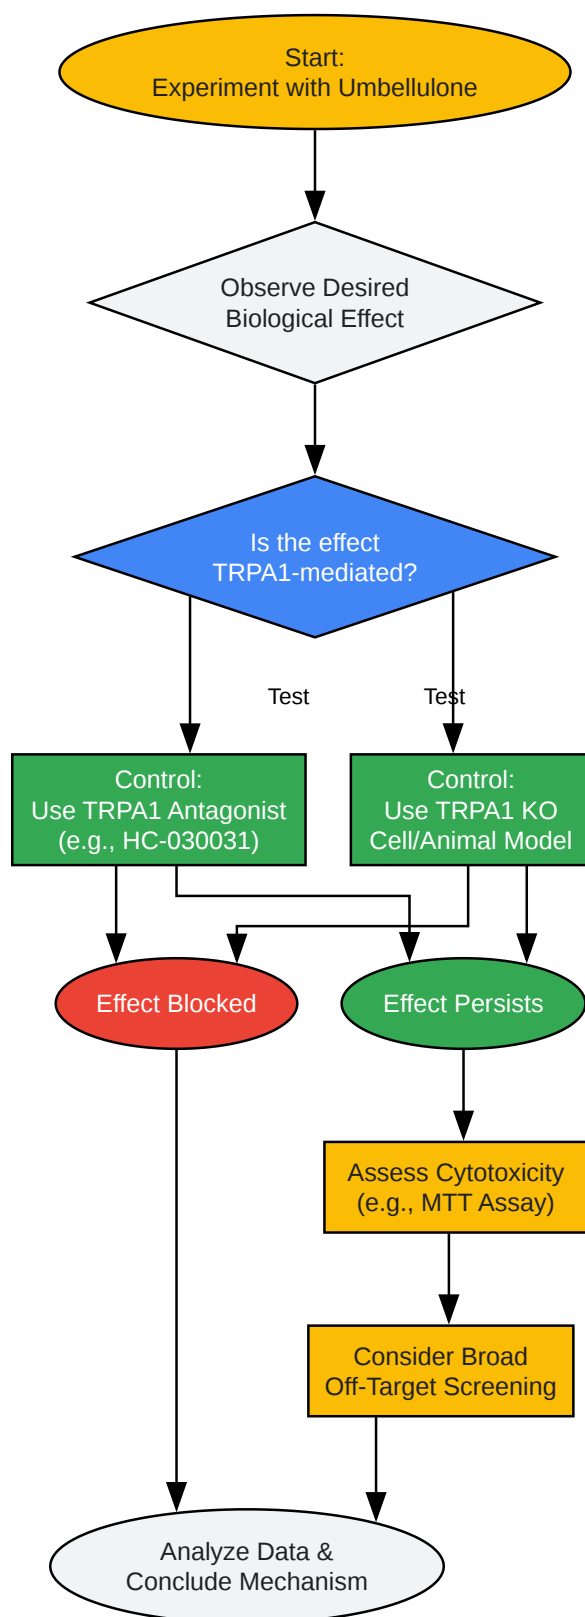 Start:
Experiment with Umbellulone
Observe Desired
Biological Effect
Is the effect
TRPA1-mediated?
Test
Test
Control:
Use TRPA1 Antagonist
(e.g., HC-030031)
Control:
Use TRPA1 KO
Cell/Animal Model
Effect Blocked
Effect Persists
Assess Cytotoxicity
(e.g., MTT Assay)
Consider Broad
Off-Target Screening
Analyze Data &
Conclude Mechanism